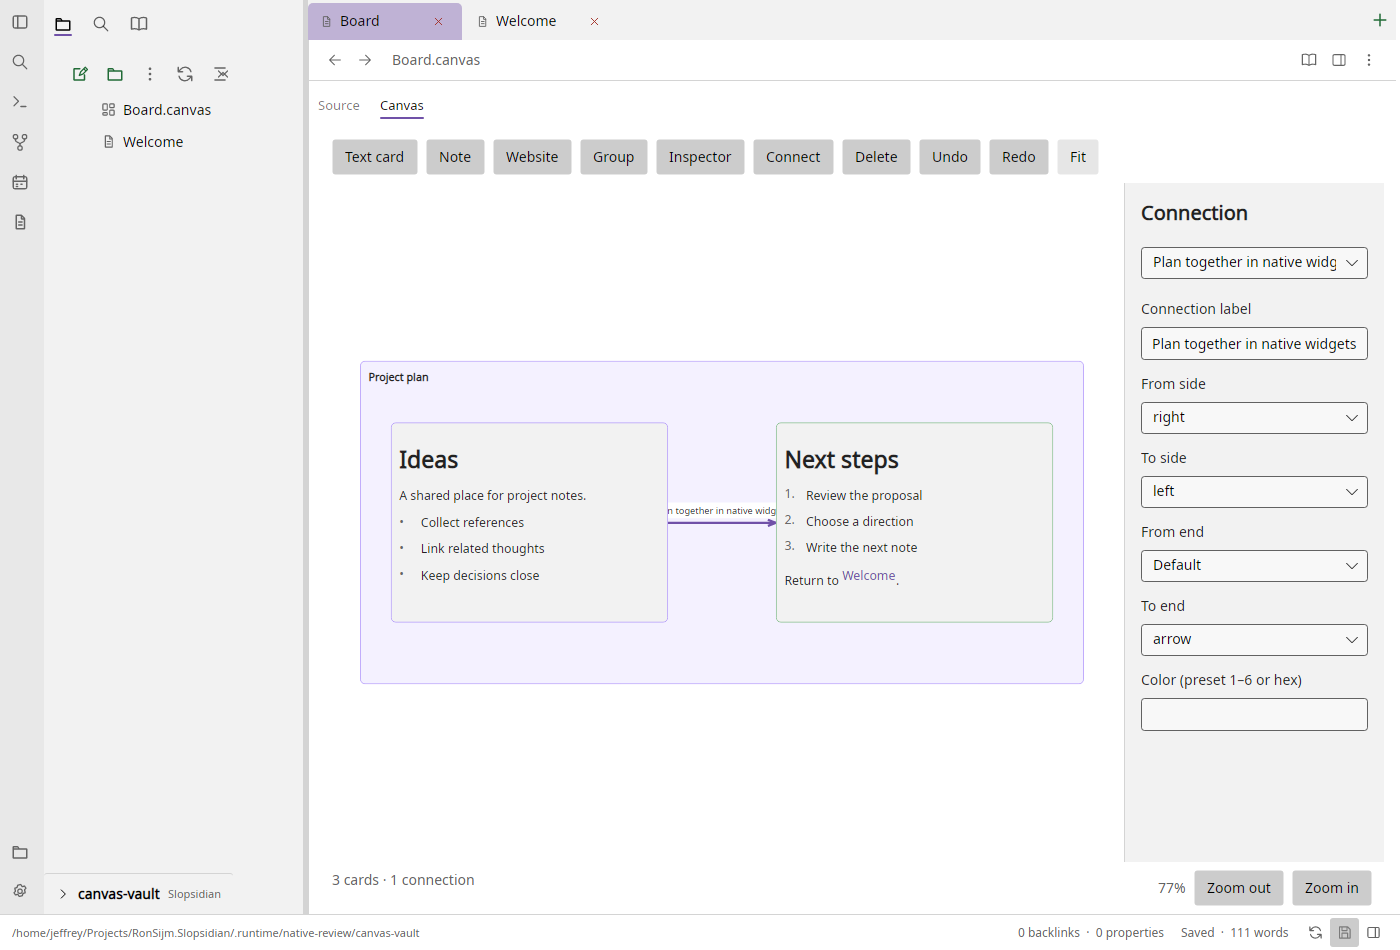 Board
Welcome
Board.canvas
Board.canvas
Welcome
Source
Canvas
Text card
Note
Website
Group
Inspector
Connect
Delete
Undo
Redo
Fit
Project plan
Ideas
A shared place for project notes.
• Collect references
• Link related thoughts
• Keep decisions close
n together in native widg
Next steps
1. Review the proposal
2. Choose a direction
3. Write the next note
Return to Welcome.
Connection
Plan together in native widg
Connection label
Plan together in native widgets
From side
right
To side
left
From end
Default
To end
arrow
Color (preset 1–6 or hex)
3 cards · 1 connection
77%
Zoom out
Zoom in
canvas-vault Slopsidian
/home/jeffrey/Projects/RonSijm.Slopsidian/.runtime/native-review/canvas-vault
0 backlinks · 0 properties Saved · 111 words